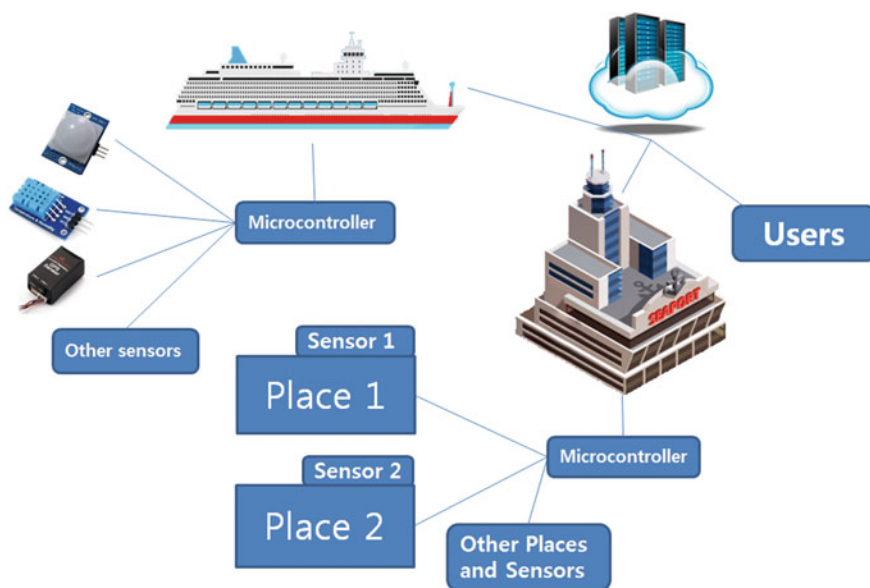 Microcontroller
Users
SEAPORT
Other sensors
Sensor 1
Place 1
Sensor 2
Place 2
Microcontroller
Other Places
and Sensors